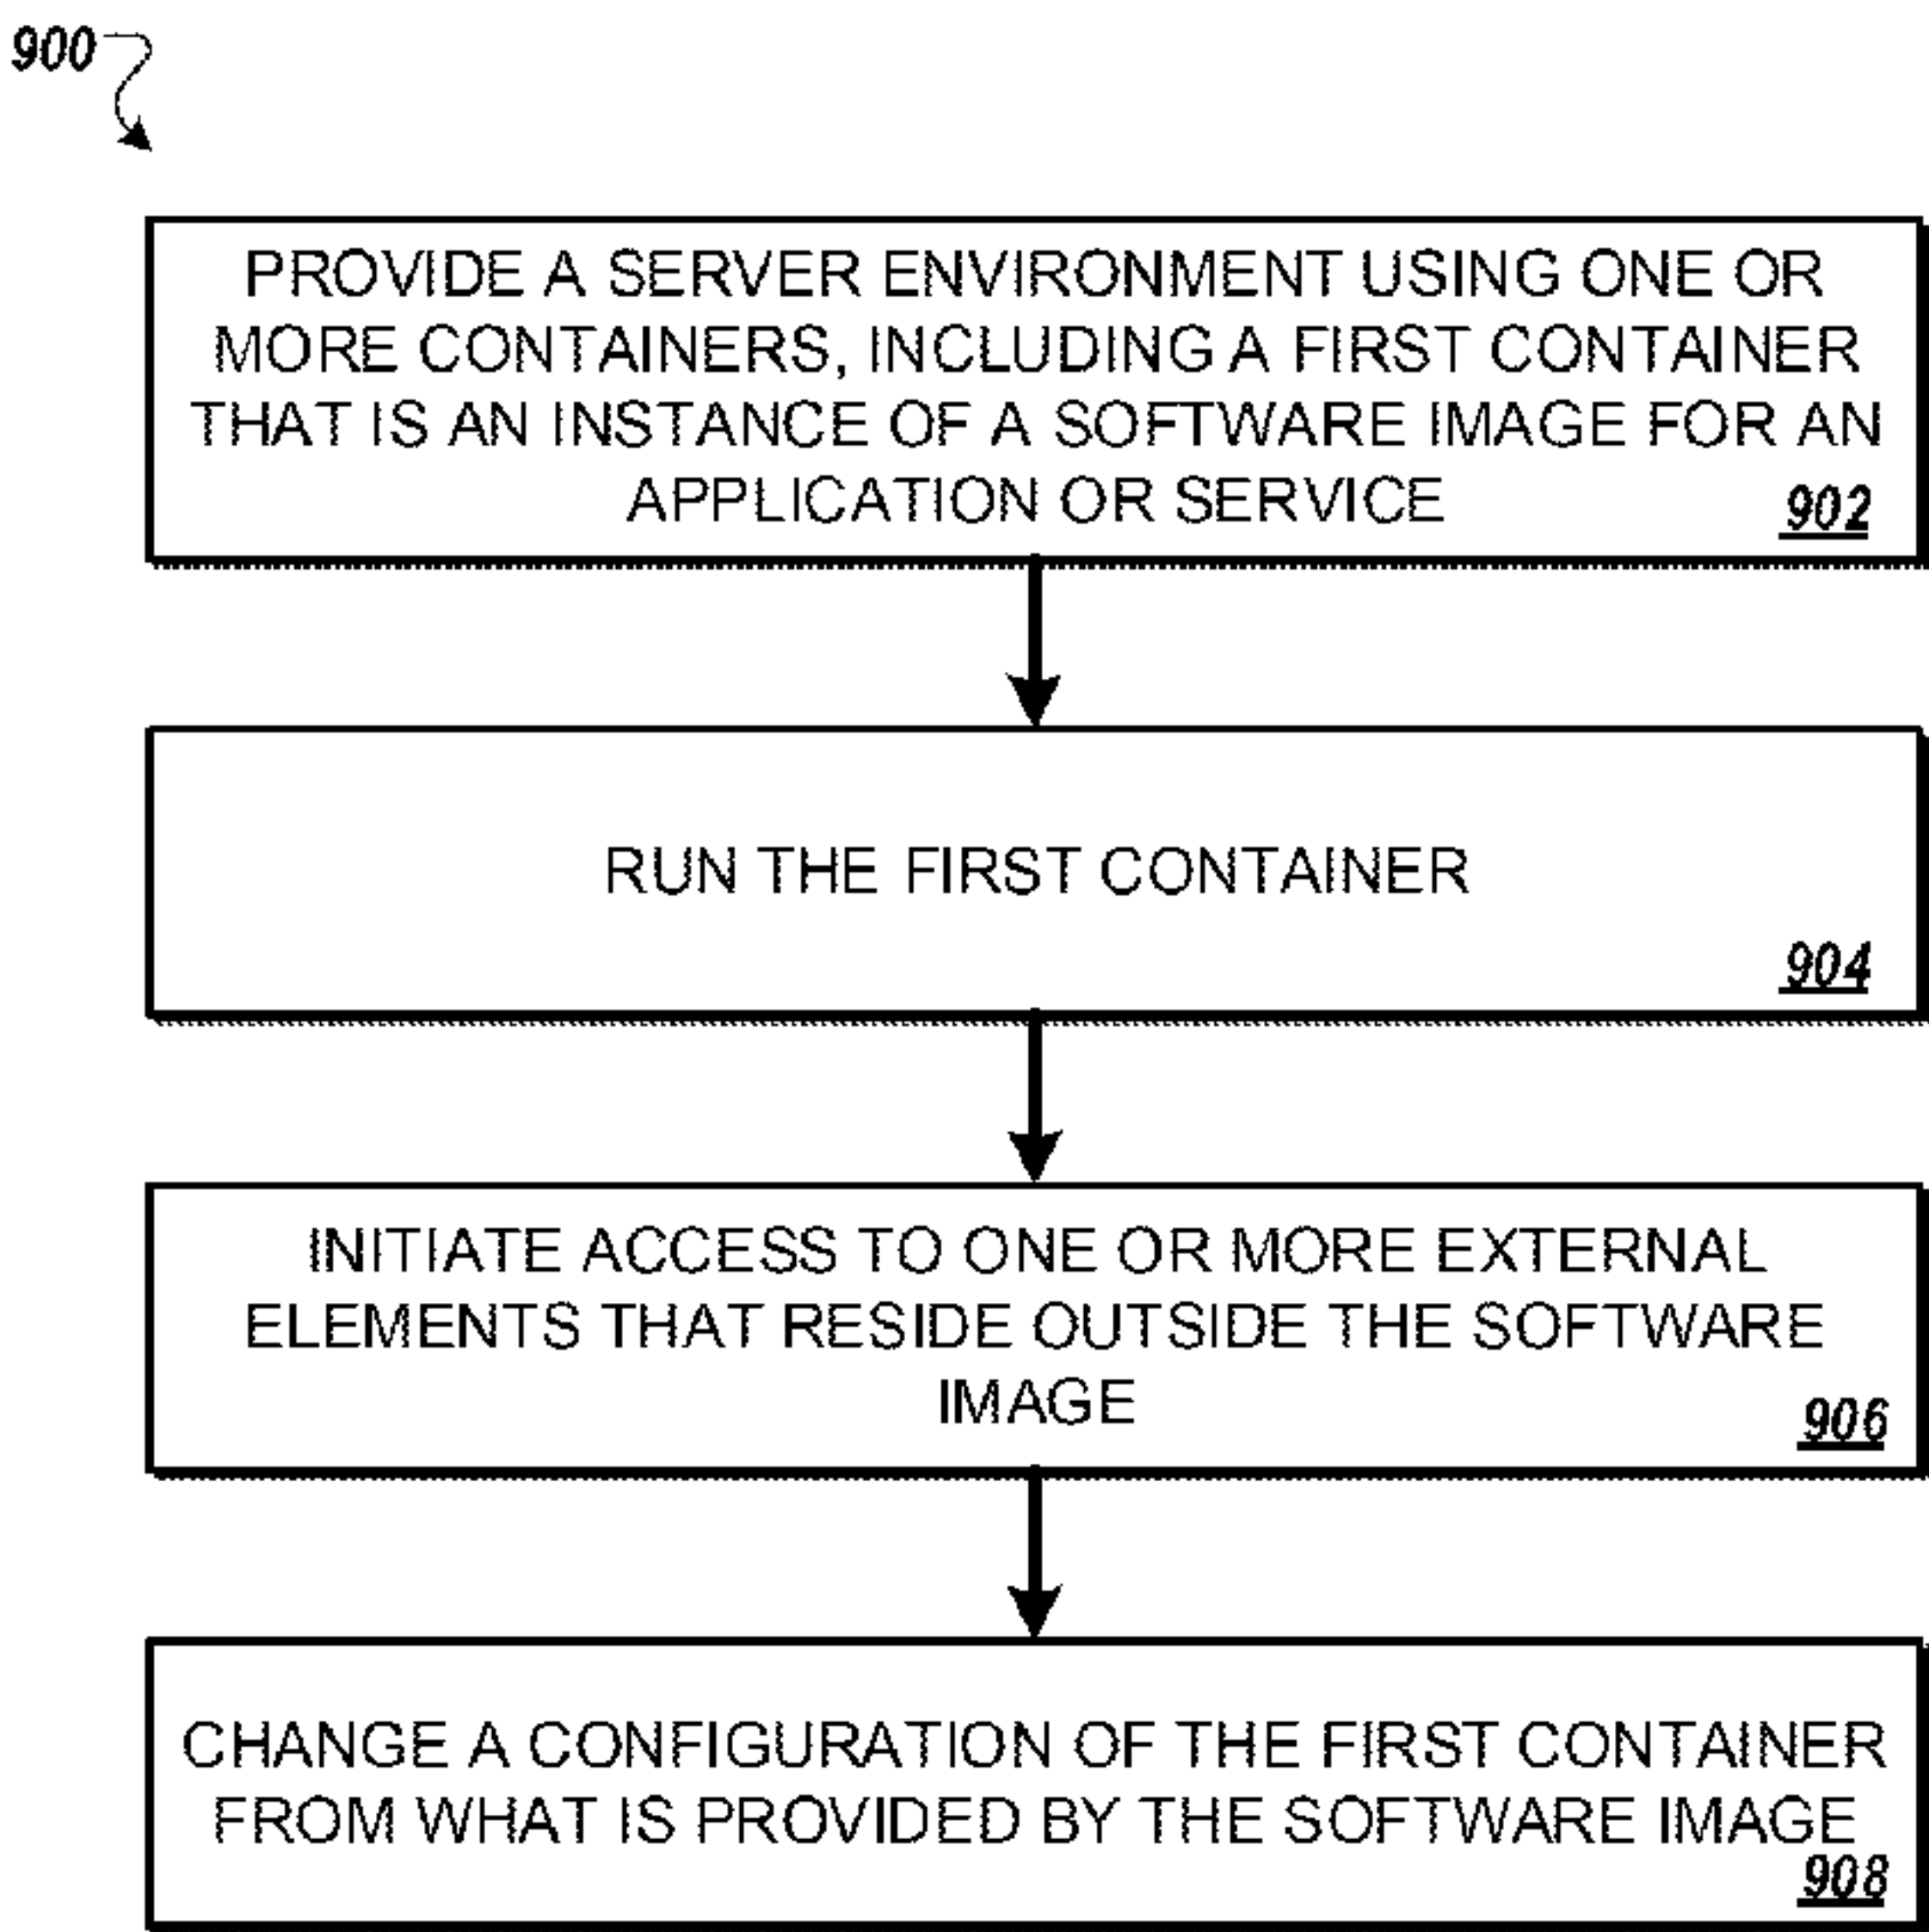 900
PROVIDE A SERVER ENVIRONMENT USING ONE OR
MORE CONTAINERS, INCLUDING A FIRST CONTAINER
THAT IS AN INSTANCE OF A SOFTWARE IMAGE FOR AN
APPLICATION OR SERVICE
902
RUN THE FIRST CONTAINER
904
INITIATE ACCESS TO ONE OR MORE EXTERNAL
ELEMENTS THAT RESIDE OUTSIDE THE SOFTWARE
IMAGE
906
CHANGE A CONFIGURATION OF THE FIRST CONTAINER
FROM WHAT IS PROVIDED BY THE SOFTWARE IMAGE
908